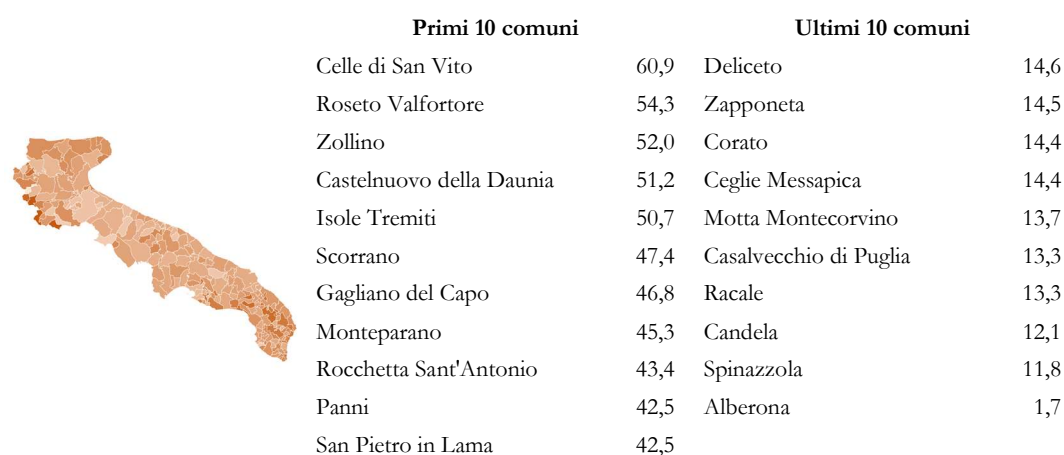 Primi 10 comuni Ultimi 10 comuni
Celle di San Vito 60,9 Deliceto 14,6
Roseto Valfortore 54,3 Zapponeta 14,5
Zollino 52,0 Corato 14,4
Castelnuovo della Daunia 51,2 Ceglie Messapica 14,4
Isole Tremiti 50,7 Motta Montecorvino 13,7
Scorrano 47,4 Casalvecchio di Puglia 13,3
Gagliano del Capo 46,8 Racale 13,3
Monteparano 45,3 Candela 12,1
Rocchetta Sant'Antonio 43,4 Spinazzola 11,8
Panni 42,5 Alberona 1,7
San Pietro in Lama 42,5